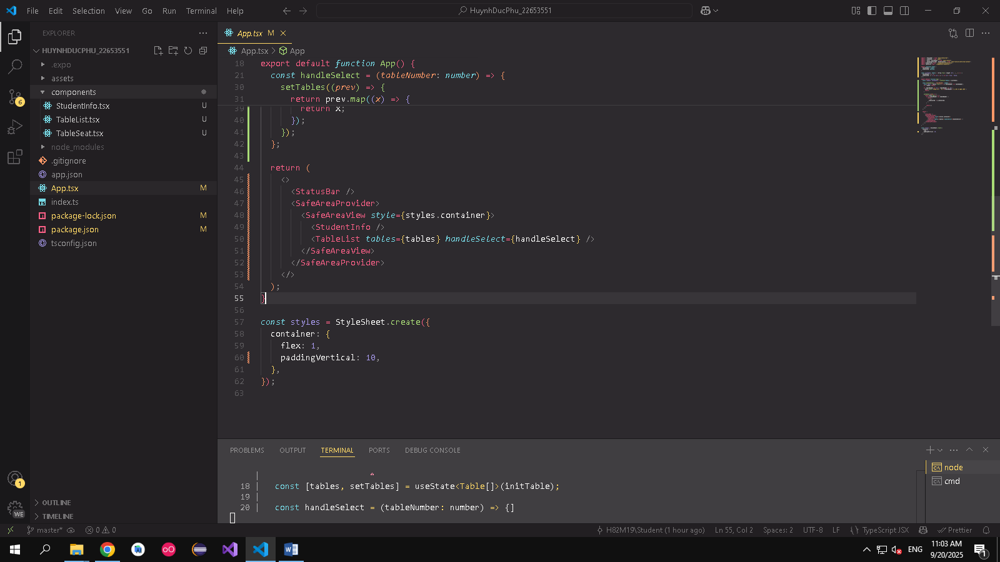 File Edit Selection View Go Run Terminal Help
HuynhDucPhu_22653551
EXPLORER
HUYNHDUCPHU_22653551
.expo
assets
components
StudentInfo.tsx U
TableList.tsx U
TableSeat.tsx U
node_modules
.gitignore
app.json
App.tsx M
index.ts
package-lock.json M
package.json M
tsconfig.json
OUTLINE
TIMELINE
6
1
WE
App.tsx M
App.tsx > App
18 export default function App() {
21 const handleSelect = (tableNumber: number) => {
30 setTables((prev) => {
31 return prev.map((x) => {
39 return x;
40 });
41 });
42 };
43
44 return (
45 <>
46 <StatusBar />
47 <SafeAreaProvider>
48 <SafeAreaView style={styles.container}>
49 <StudentInfo />
50 <TableList tables={tables} handleSelect={handleSelect} />
51 </SafeAreaView>
52 </SafeAreaProvider>
53 </>
54 );
55 }
56
57 const styles = StyleSheet.create({
58 container: {
59 flex: 1,
60 paddingVertical: 10,
61 },
62 });
63
PROBLEMS OUTPUT TERMINAL PORTS DEBUG CONSOLE
| ^
18 | const [tables, setTables] = useState<Table[]>(initTable);
19 |
20 | const handleSelect = (tableNumber: number) => {]
node
cmd
master* 0 0 H82M19\Student (1 hour ago) Ln 55, Col 2 Spaces: 2 UTF-8 LF TypeScript JSX Prettier
ENG 11:03 AM
9/20/2025
1